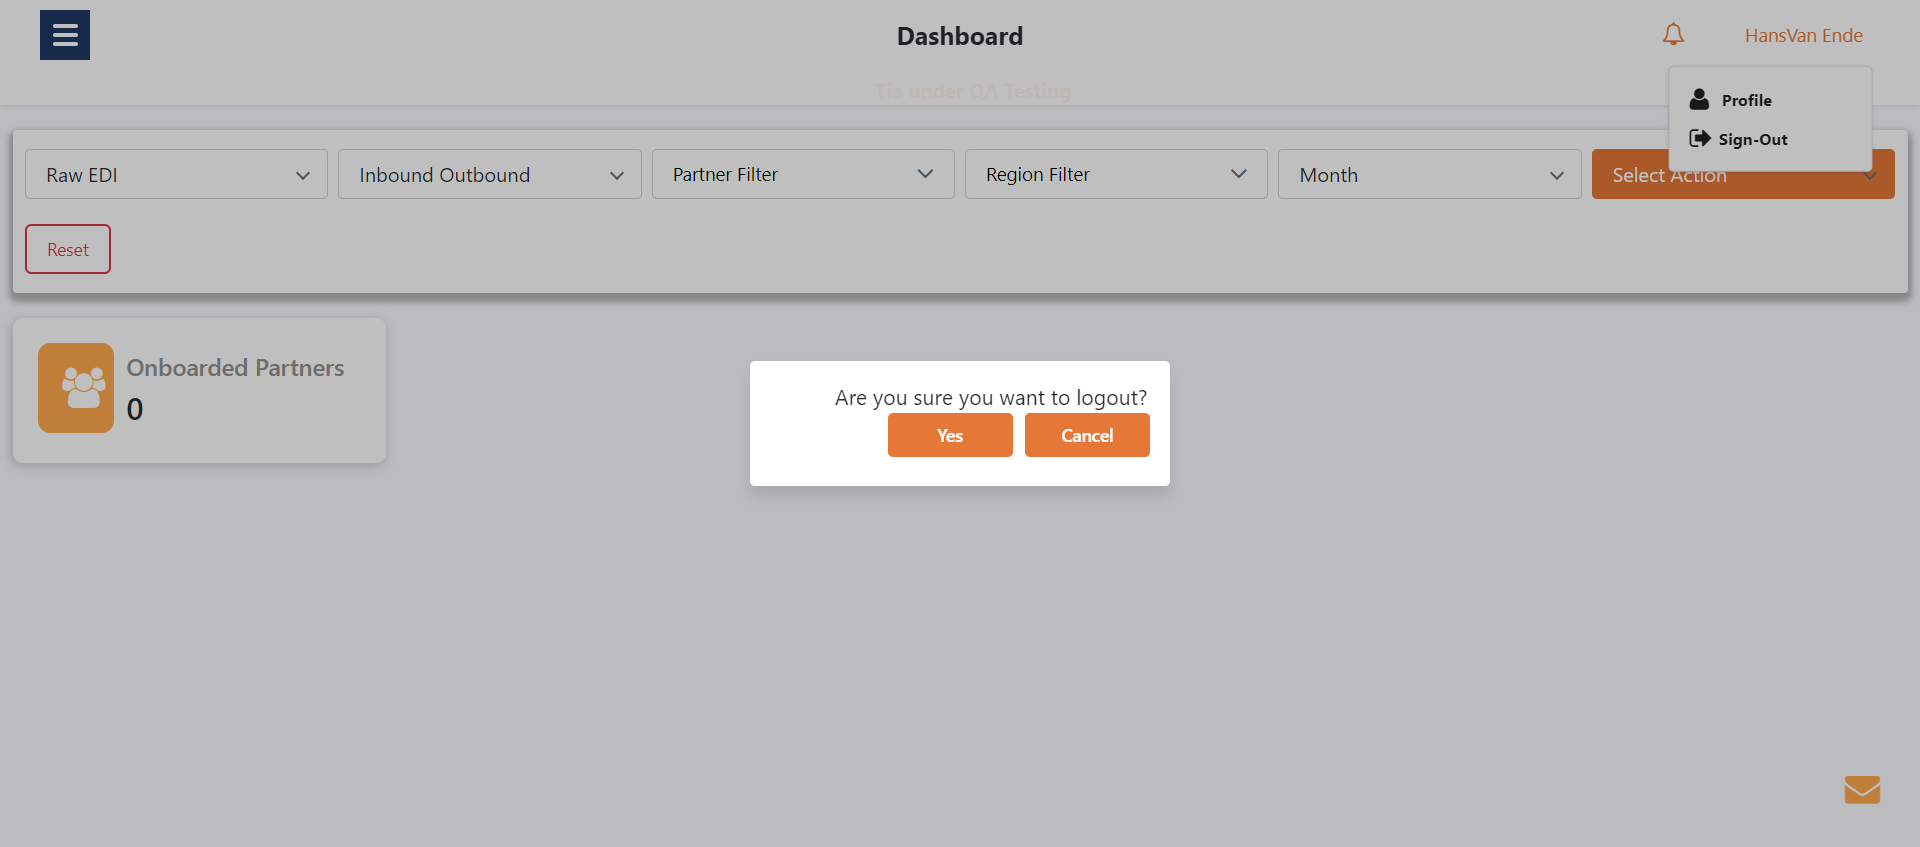 Dashboard
HansVan Ende
Tia under QA Testing
Profile
Sign-Out
Raw EDI
Inbound Outbound
Partner Filter
Region Filter
Month
Select Action
Reset
Onboarded Partners
0
Are you sure you want to logout?
Yes
Cancel